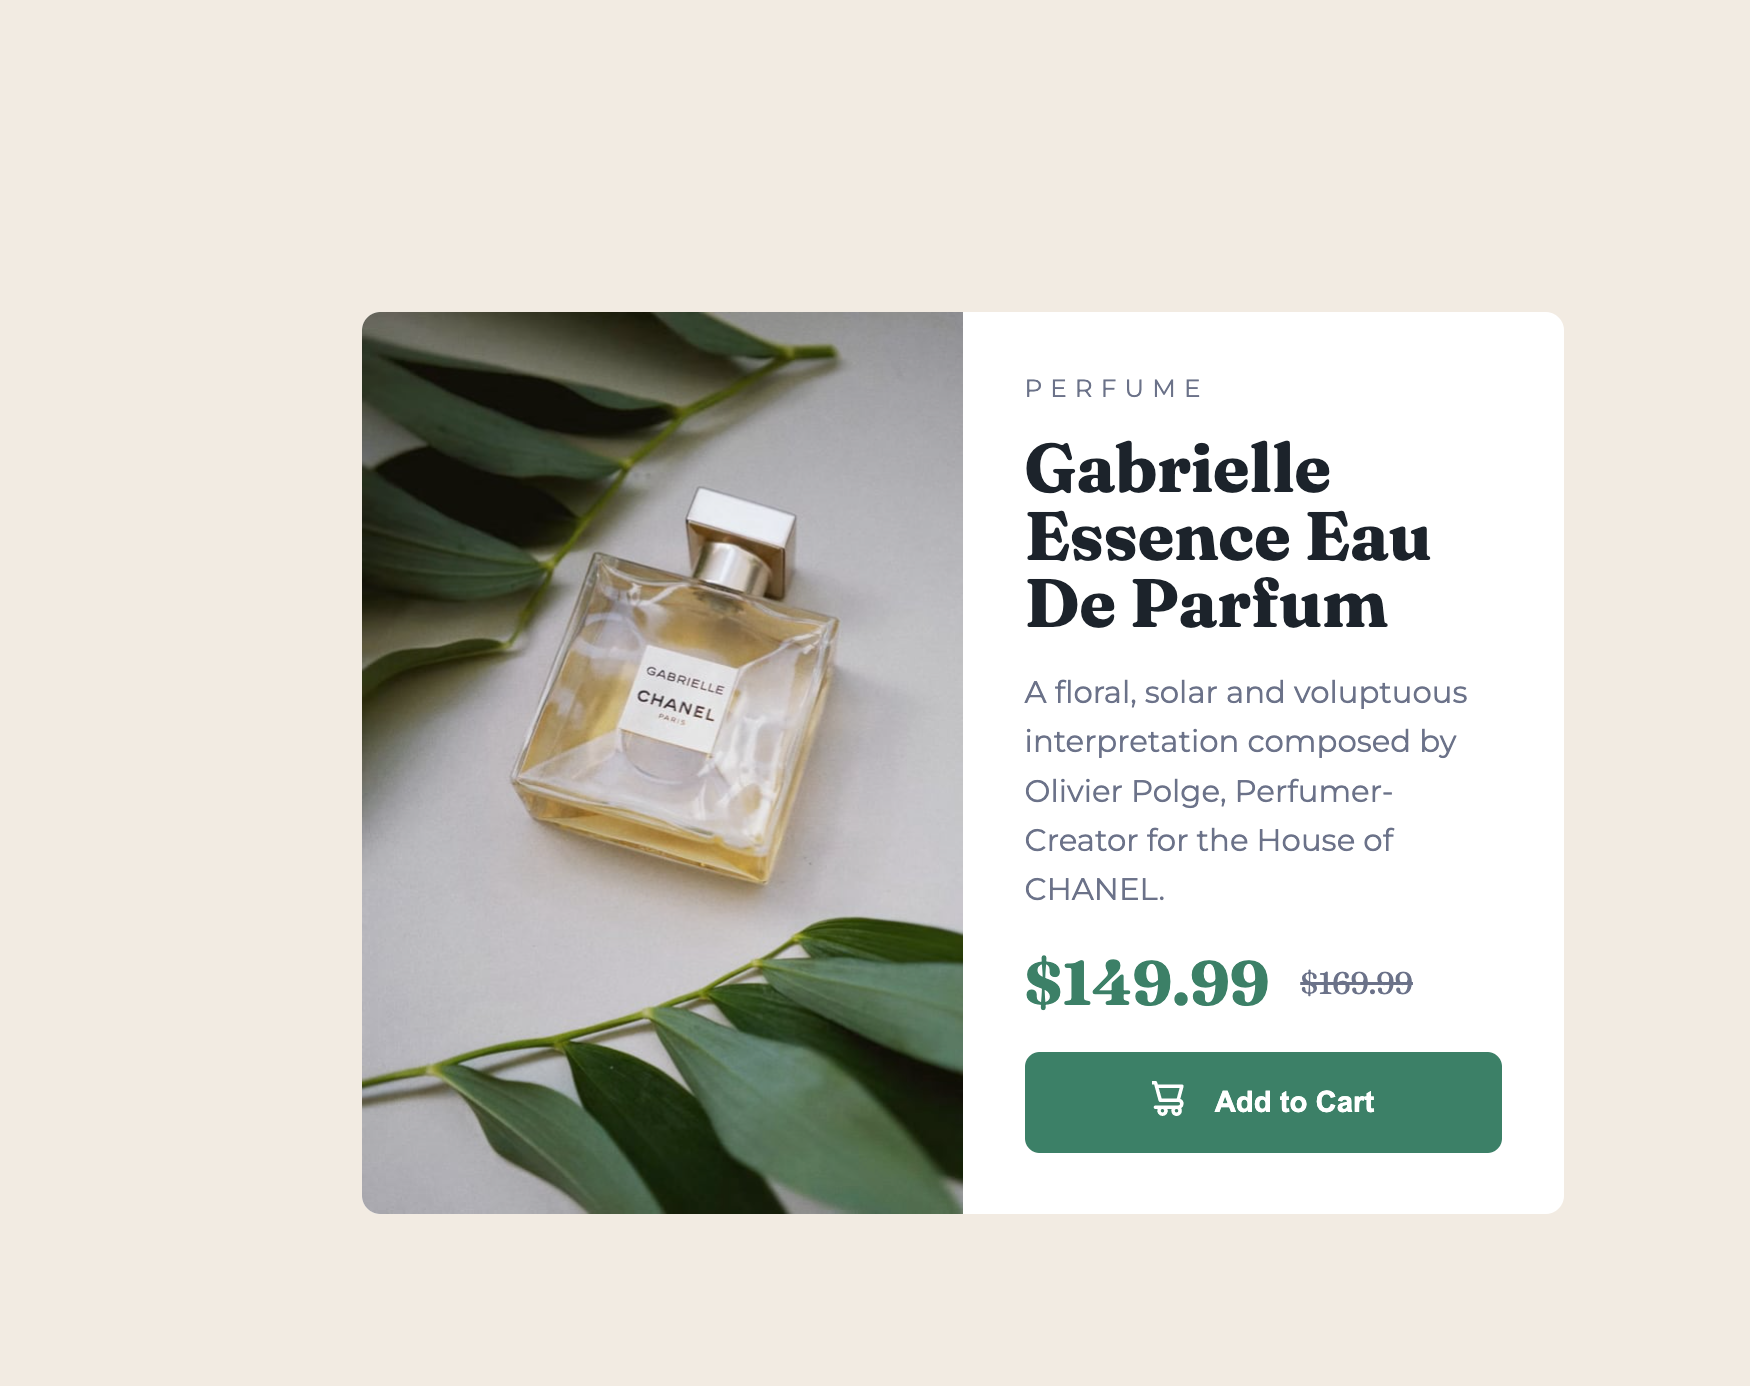 GABRIELLE
CHANEL
PARIS
PERFUME
Gabrielle
Essence Eau
De Parfum
A floral, solar and voluptuous
interpretation composed by
Olivier Polge, Perfumer-
Creator for the House of
CHANEL.
$149.99 $169.99
Add to Cart